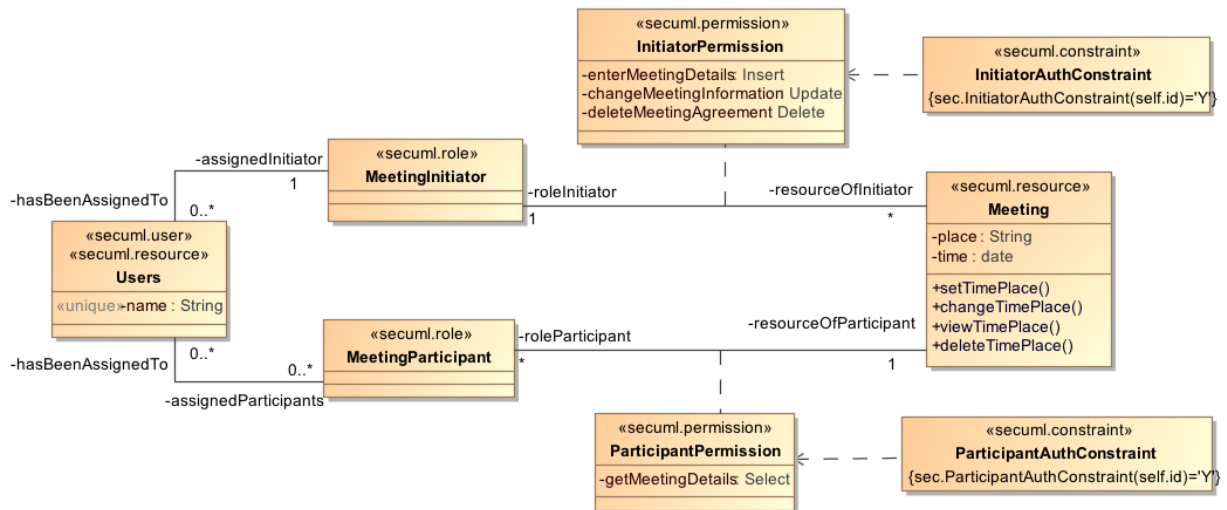 «secuml.permission»
InitiatorPermission
-enterMeetingDetails: Insert
-changeMeetingInformation Update
-deleteMeetingAgreement Delete
«secuml.constraint»
InitiatorAuthConstraint
{sec.InitiatorAuthConstraint(self.id)='Y'}
-assignedInitiator
1
«secuml.role»
MeetingInitiator
-roleInitiator
1
-resourceOfInitiator
*
«secuml.resource»
Meeting
-place : String
-time : date
+setTimePlace()
+changeTimePlace()
+viewTimePlace()
+deleteTimePlace()
-hasBeenAssignedTo
0..*
«secuml.user»
«secuml.resource»
Users
«unique»-name : String
-hasBeenAssignedTo
0..*
0..*
-assignedParticipants
«secuml.role»
MeetingParticipant
-roleParticipant
*
-resourceOfParticipant
1
«secuml.permission»
ParticipantPermission
-getMeetingDetails: Select
«secuml.constraint»
ParticipantAuthConstraint
{sec.ParticipantAuthConstraint(self.id)='Y'}